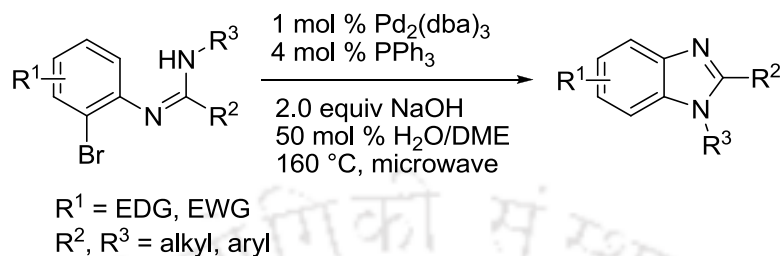 R¹
Br
N
HN
R³
R²
1 mol % Pd₂(dba)₃
4 mol % PPh₃
2.0 equiv NaOH
50 mol % H₂O/DME
160 °C, microwave
R¹
N
N
R²
R³
R¹ = EDG, EWG
R², R³ = alkyl, aryl